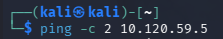 ┌──(kali㉿kali)-[~]
└─$ ping -c 2 10.120.59.5